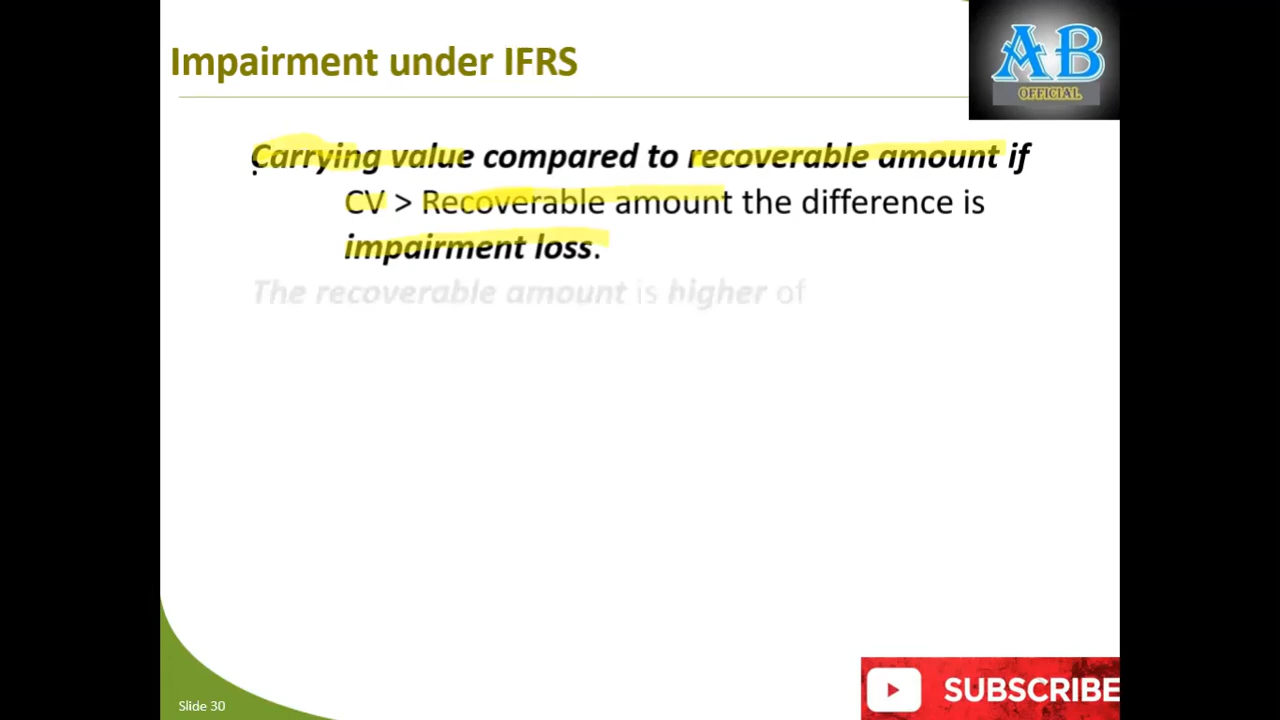 Impairment under IFRS
AB
OFFICIAL
Carrying value compared to recoverable amount if
CV > Recoverable amount the difference is
impairment loss.
The recoverable amount is higher of
Slide 30
SUBSCRIBE